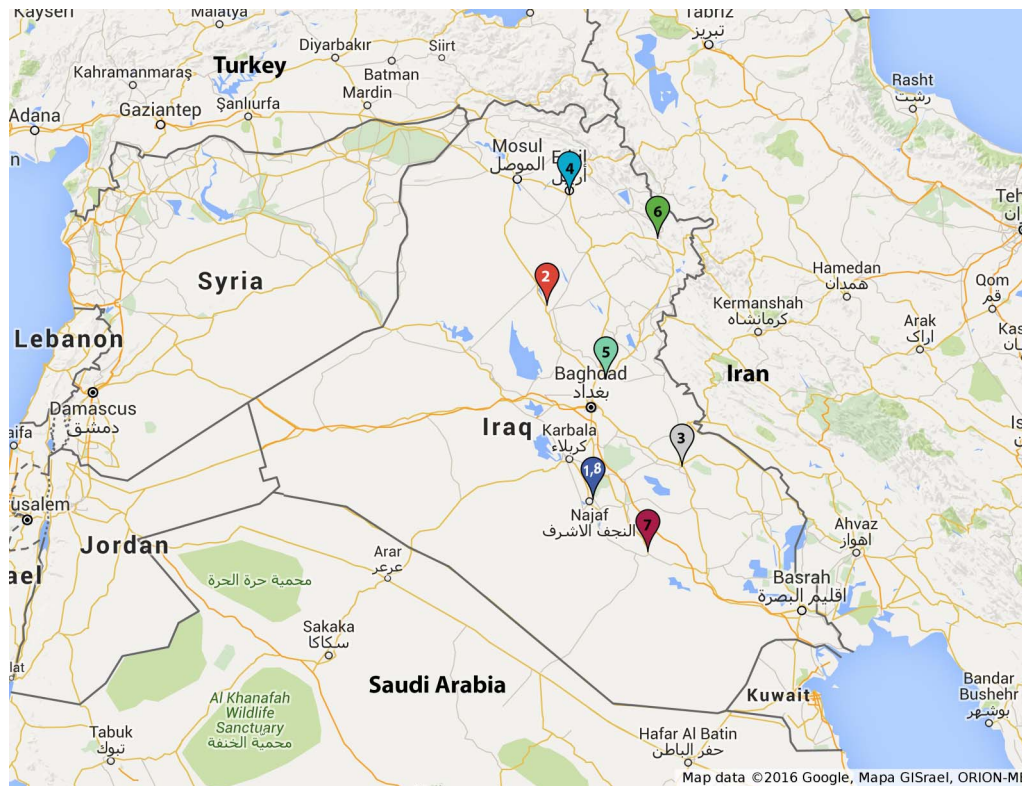 Kayseri
Malatya
Tabriz
تبریز
Diyarbakır
Siirt
Turkey
Batman
Kahramanmaraş
Mardin
Rasht
رشت
Gaziantep
Şanlıurfa
Adana
Mosul
الموصل
4
6
Syria
2
Hamedan
همدان
Qom
قم
Kermanshah
کرمانشاه
Arak
اراک
Lebanon
5
Baghdad
بغداد
Iran
Damascus
دمشق
Iraq
Karbala
كربلاء
3
1,8
Najaf
النجف الاشرف
7
Ahvaz
اهواز
Jordan
Arar
عرعر
محمية حرة الحرة
Basrah
اقليم البصرة
Sakaka
سكاكا
Saudi Arabia
Al Khanafah
Wildlife
Sanctuary
محمية الخنفة
Kuwait
Bandar
Bushehr
بوشهر
Tabuk
تبوك
Hafar Al Batin
حفر الباطن
Map data ©2016 Google, Mapa GISrael, ORION-ME